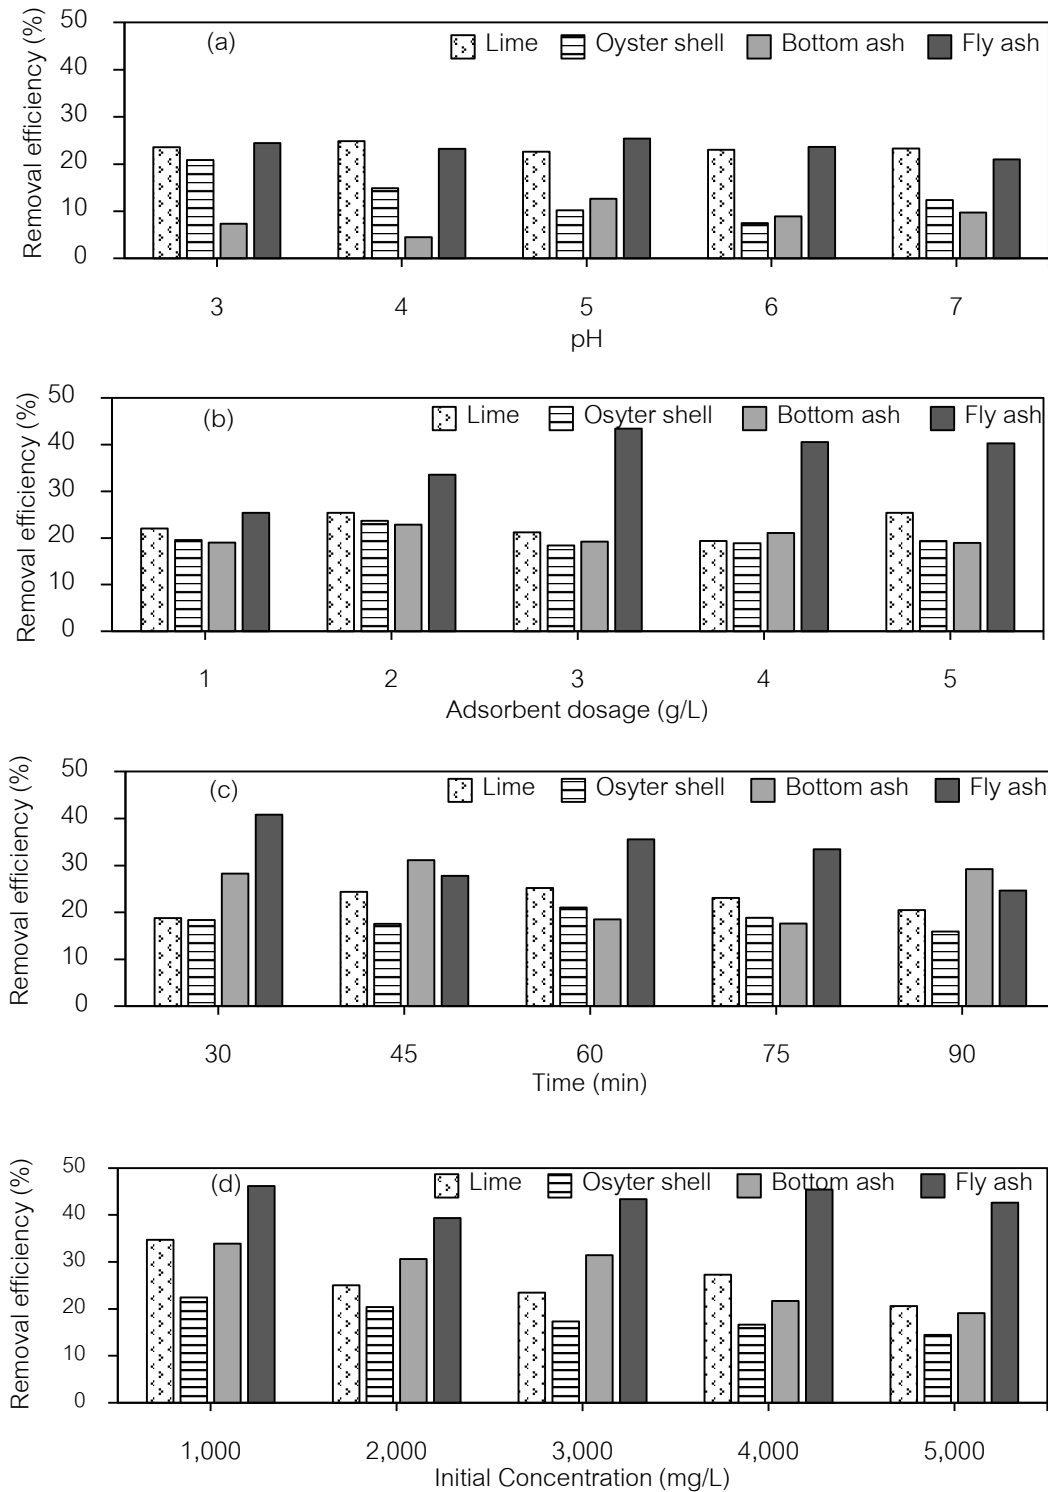 50
(a)
Lime Oyster shell Bottom ash Fly ash
40
30
20
10
0
Removal efficiency (%)
3 4 5 6 7
pH
50
(b)
Lime Osyter shell Bottom ash Fly ash
40
30
20
10
0
Removal efficiency (%)
1 2 3 4 5
Adsorbent dosage (g/L)
50
(c)
Lime Osyter shell Bottom ash Fly ash
40
30
20
10
0
Removal efficiency (%)
30 45 60 75 90
Time (min)
50
(d)
Lime Osyter shell Bottom ash Fly ash
40
30
20
10
0
Removal efficiency (%)
1,000 2,000 3,000 4,000 5,000
Initial Concentration (mg/L)